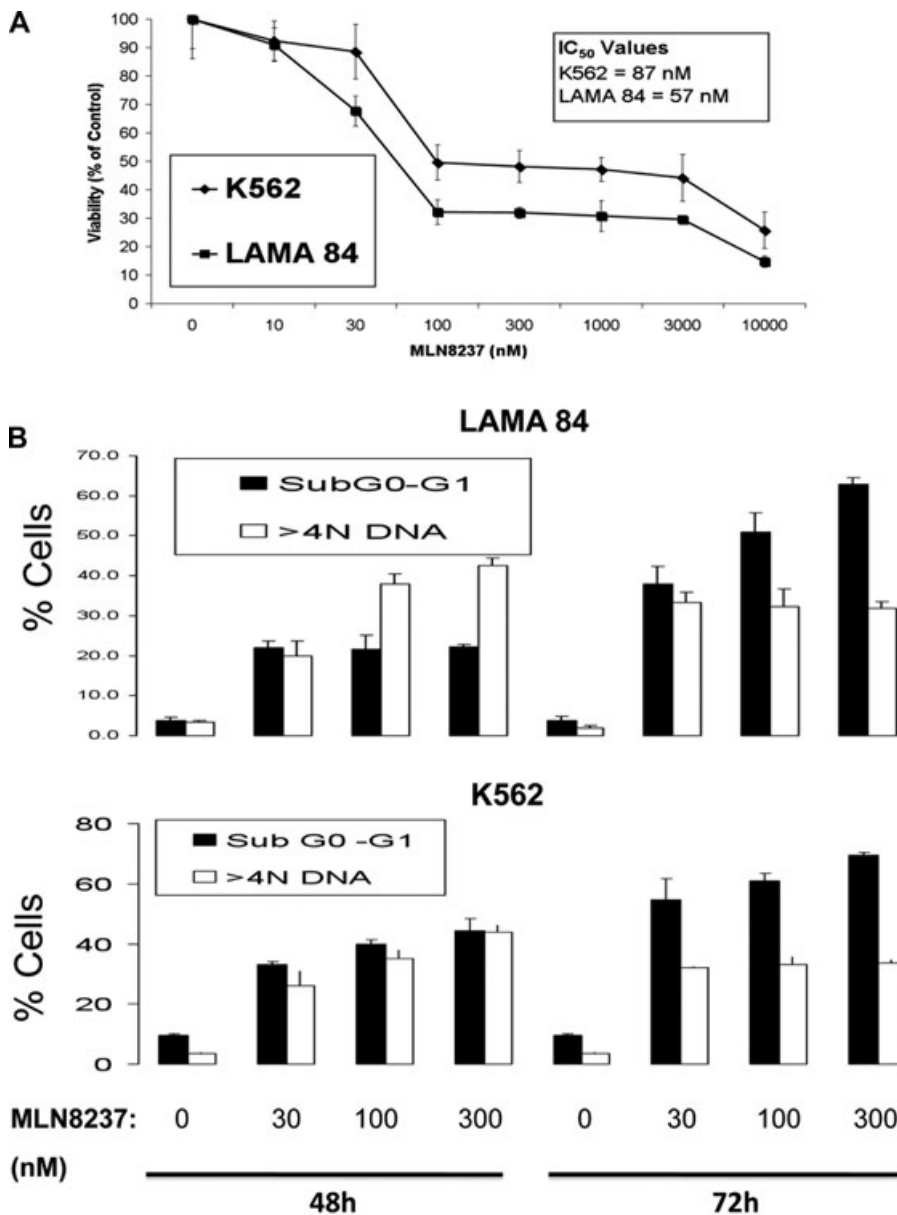 A
100
90
80
70
60
50
40
30
20
10
0
Viability (% of Control)
IC50 Values
K562 = 87 nM
LAMA 84 = 57 nM
K562
LAMA 84
0 10 30 100 300 1000 3000 10000
MLN8237 (nM)
B
LAMA 84
70.0
60.0
50.0
40.0
30.0
20.0
10.0
0.0
% Cells
SubG0-G1
>4N DNA
K562
80
60
40
20
0
% Cells
Sub G0 -G1
>4N DNA
MLN8237: 0 30 100 300 0 30 100 300
(nM)
48h 72h